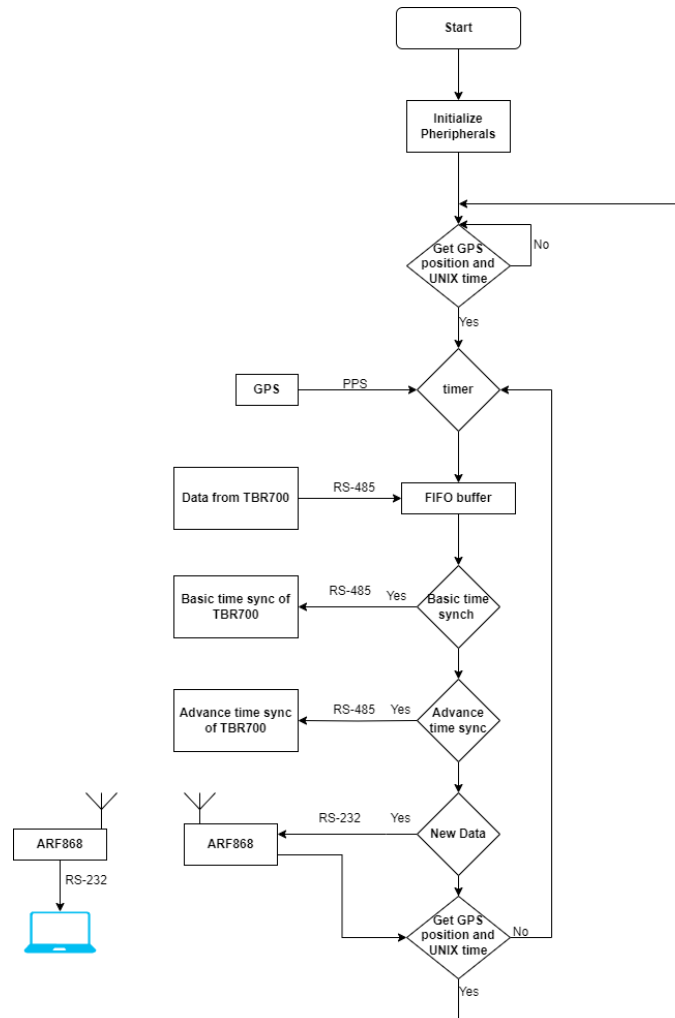 Start
Initialize
Pheripherals
Get GPS
position and
UNIX time
No
Yes
GPS
PPS
timer
Data from TBR700
RS-485
FIFO buffer
Basic time sync of
TBR700
RS-485
Yes
Basic time
synch
Advance time sync
of TBR700
RS-485
Yes
Advance
time sync
ARF868
RS-232
ARF868
RS-232
Yes
New Data
Get GPS
position and
UNIX time
No
Yes